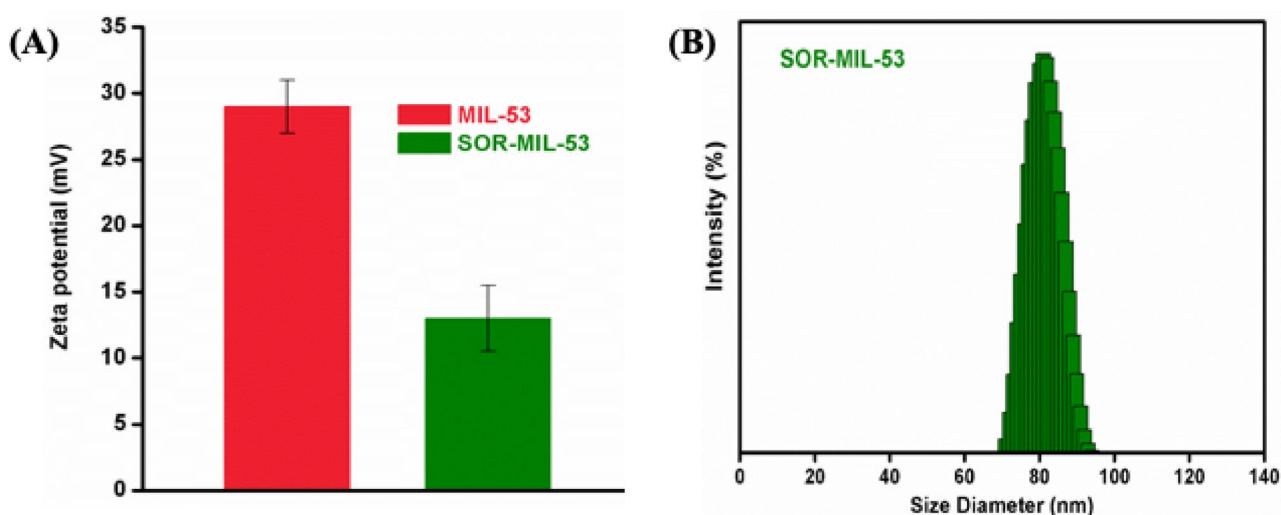 (A)
Zeta potential (mV)
35
30
25
20
15
10
5
0
MIL-53
SOR-MIL-53
(B)
SOR-MIL-53
Intensity (%)
0 20 40 60 80 100 120 140
Size Diameter (nm)